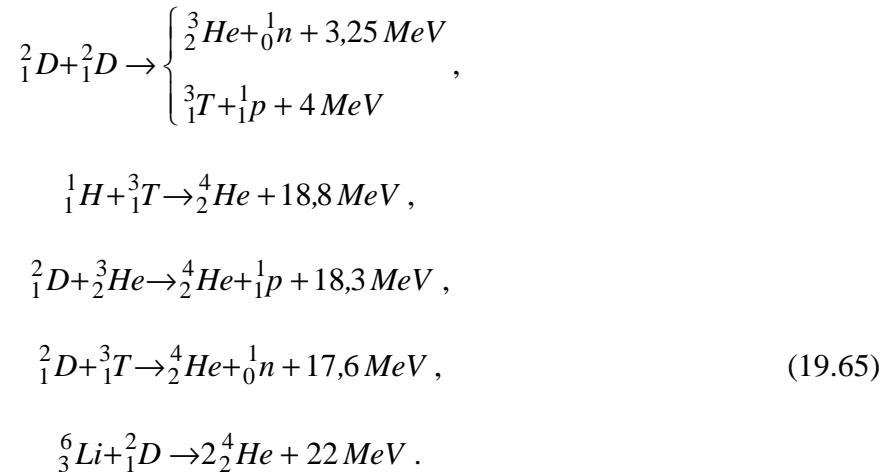 ²₁D+²₁D → { ³₂He+¹₀n + 3,25 MeV
³₁T+¹₁p + 4 MeV ,
¹₁H+³₁T→⁴₂He + 18,8 MeV ,
²₁D+³₂He→⁴₂He+¹₁p + 18,3 MeV ,
²₁D+³₁T→⁴₂He+¹₀n + 17,6 MeV , (19.65)
⁶₃Li+²₁D →2⁴₂He + 22 MeV .